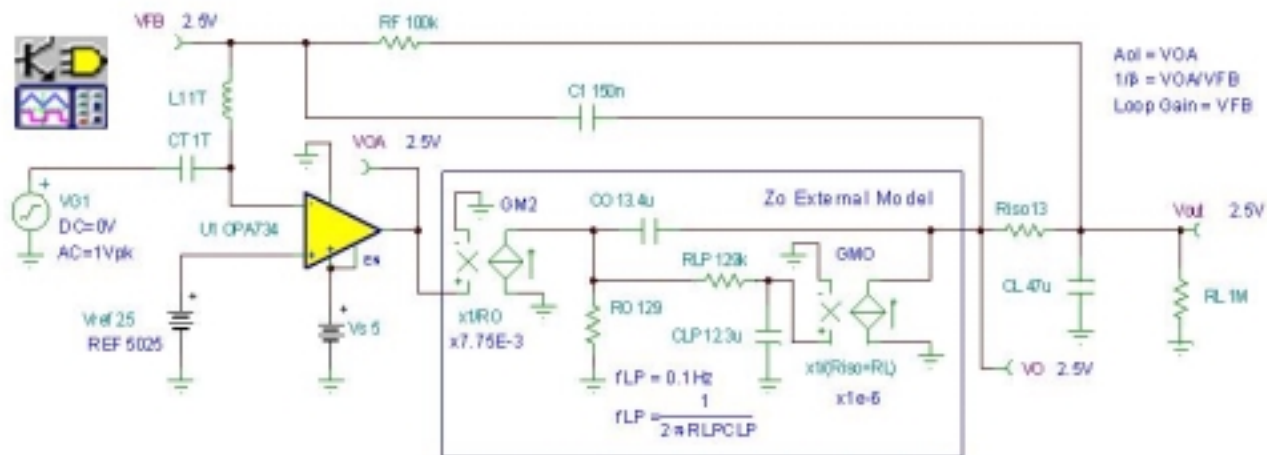 VFB 2.5V
RF 100k
Aol = VOA
1/β = VOA/VFB
Loop Gain = VFB
L1 1T
C1 150n
CT 1T
VOA 2.5V
VG1
DC=0V
AC=1Vpk
U1 OPA734
EN
GM2
CO 13.4u
Zo External Model
Riso 13
Vout 2.5V
RLP 129k
GMO
CL 47u
RL 1M
Vref 2.5
REF 5025
Vs 5
x1/RO
x7.75E-3
RO 129
CLP 12.3u
x1/(Riso+RL)
x1e-6
VO 2.5V
fLP = 0.1Hz
fLP = 1
2πRLPCLP